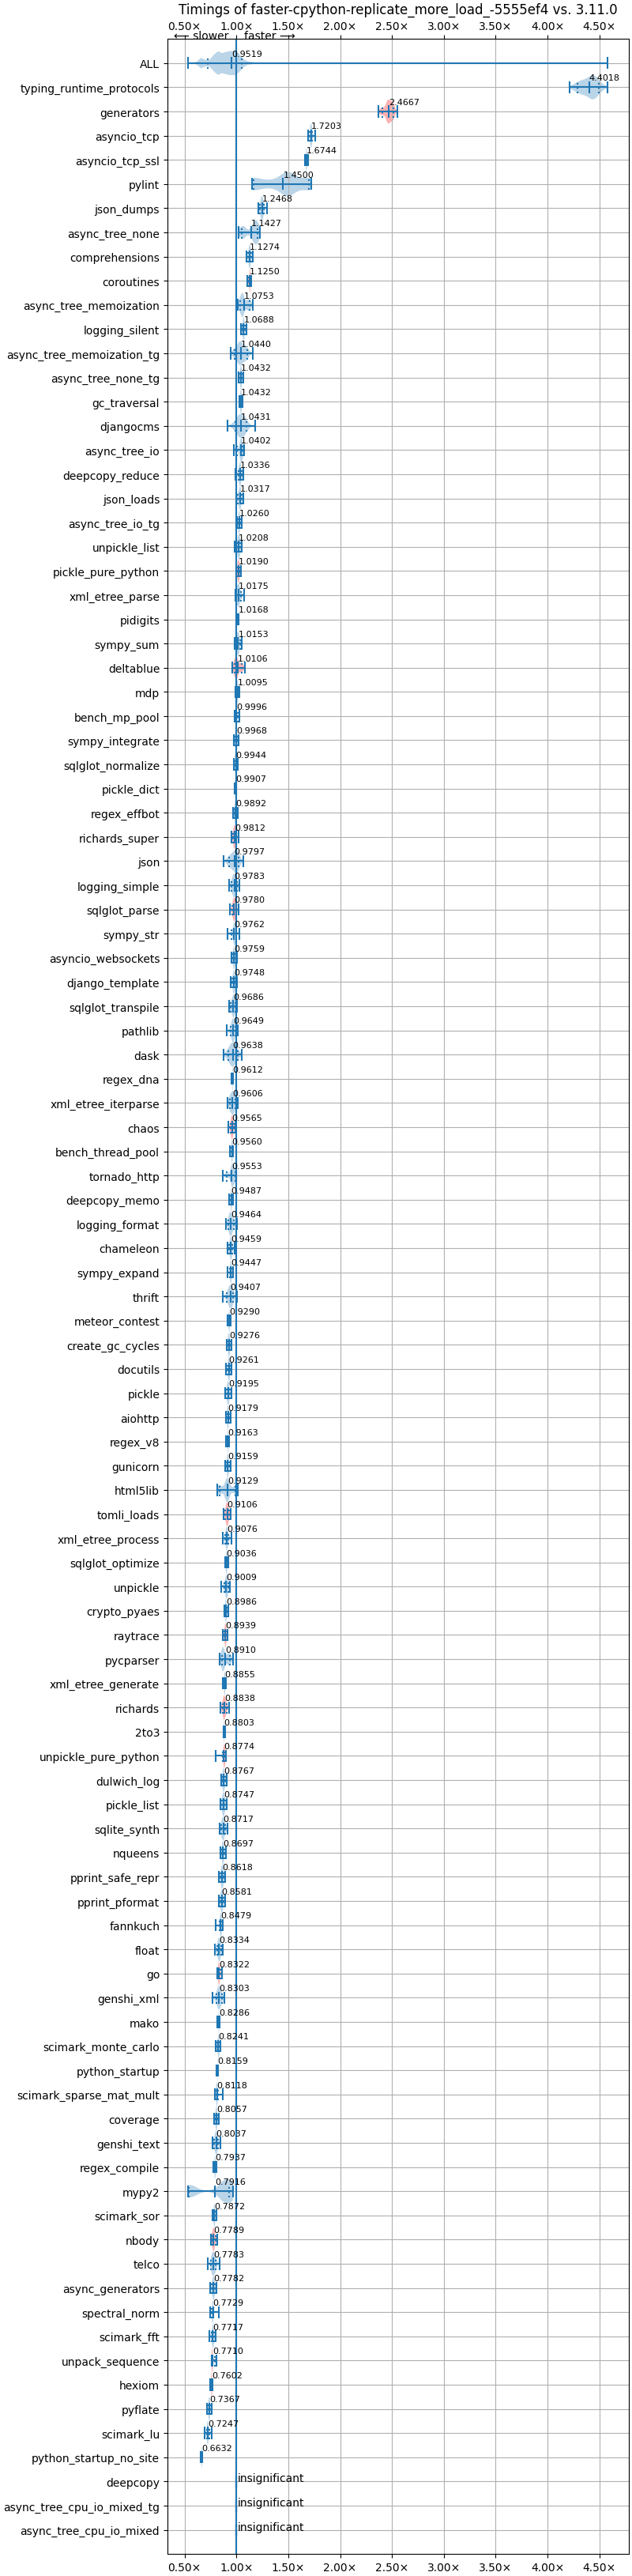 Timings of faster-cpython-replicate_more_load_-5555ef4 vs. 3.11.0
0.50× 1.00× 1.50× 2.00× 2.50× 3.00× 3.50× 4.00× 4.50×
⟵ slower faster ⟶
ALL 0.9519
typing_runtime_protocols 4.4018
generators 2.4667
asyncio_tcp 1.7203
asyncio_tcp_ssl 1.6744
pylint 1.4500
json_dumps 1.2468
async_tree_none 1.1427
comprehensions 1.1274
coroutines 1.1250
async_tree_memoization 1.0753
logging_silent 1.0688
async_tree_memoization_tg 1.0440
async_tree_none_tg 1.0432
gc_traversal 1.0432
djangocms 1.0431
async_tree_io 1.0402
deepcopy_reduce 1.0336
json_loads 1.0317
async_tree_io_tg 1.0260
unpickle_list 1.0208
pickle_pure_python 1.0190
xml_etree_parse 1.0175
pidigits 1.0168
sympy_sum 1.0153
deltablue 1.0106
mdp 1.0095
bench_mp_pool 0.9996
sympy_integrate 0.9968
sqlglot_normalize 0.9944
pickle_dict 0.9907
regex_effbot 0.9892
richards_super 0.9812
json 0.9797
logging_simple 0.9783
sqlglot_parse 0.9780
sympy_str 0.9762
asyncio_websockets 0.9759
django_template 0.9748
sqlglot_transpile 0.9686
pathlib 0.9649
dask 0.9638
regex_dna 0.9612
xml_etree_iterparse 0.9606
chaos 0.9565
bench_thread_pool 0.9560
tornado_http 0.9553
deepcopy_memo 0.9487
logging_format 0.9464
chameleon 0.9459
sympy_expand 0.9447
thrift 0.9407
meteor_contest 0.9290
create_gc_cycles 0.9276
docutils 0.9261
pickle 0.9195
aiohttp 0.9179
regex_v8 0.9163
gunicorn 0.9159
html5lib 0.9129
tomli_loads 0.9106
xml_etree_process 0.9076
sqlglot_optimize 0.9036
unpickle 0.9009
crypto_pyaes 0.8986
raytrace 0.8939
pycparser 0.8910
xml_etree_generate 0.8855
richards 0.8838
2to3 0.8803
unpickle_pure_python 0.8774
dulwich_log 0.8767
pickle_list 0.8747
sqlite_synth 0.8717
nqueens 0.8697
pprint_safe_repr 0.8618
pprint_pformat 0.8581
fannkuch 0.8479
float 0.8334
go 0.8322
genshi_xml 0.8303
mako 0.8286
scimark_monte_carlo 0.8241
python_startup 0.8159
scimark_sparse_mat_mult 0.8118
coverage 0.8057
genshi_text 0.8037
regex_compile 0.7937
mypy2 0.7916
scimark_sor 0.7872
nbody 0.7789
telco 0.7783
async_generators 0.7782
spectral_norm 0.7729
scimark_fft 0.7717
unpack_sequence 0.7710
hexiom 0.7602
pyflate 0.7367
scimark_lu 0.7247
python_startup_no_site 0.6632
deepcopy insignificant
async_tree_cpu_io_mixed_tg insignificant
async_tree_cpu_io_mixed insignificant
0.50× 1.00× 1.50× 2.00× 2.50× 3.00× 3.50× 4.00× 4.50×